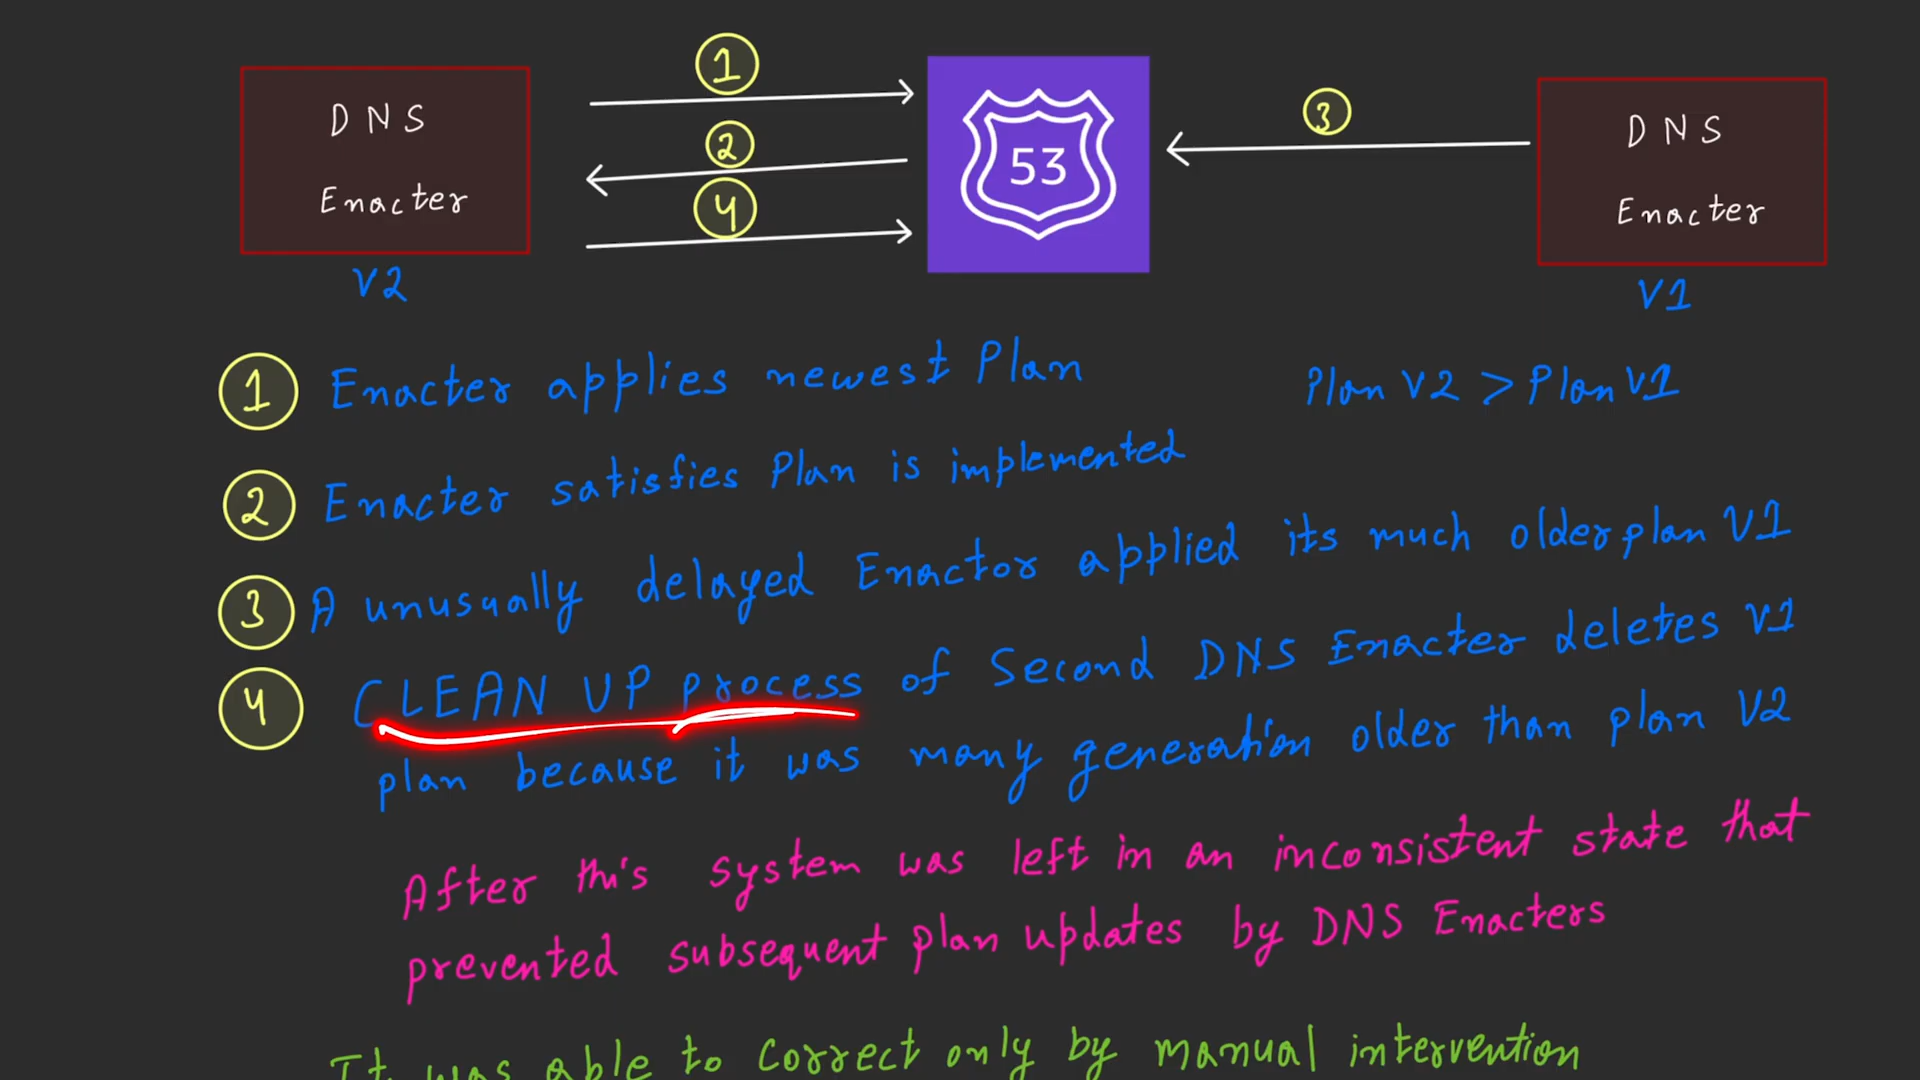 1
DNS
Enacter
V2
2
4
53
3
DNS
Enacter
V1
1 Enacter applies newest Plan
Plan V2 > Plan V1
2 Enacter satisfies Plan is implemented
3 A unusually delayed Enactor applied its much older plan V1
4 CLEAN UP process of Second DNS Enacter deletes V1
plan because it was many generation older than plan V2
After this system was left in an inconsistent state that
prevented subsequent plan updates by DNS Enacters
It was able to correct only by manual intervention